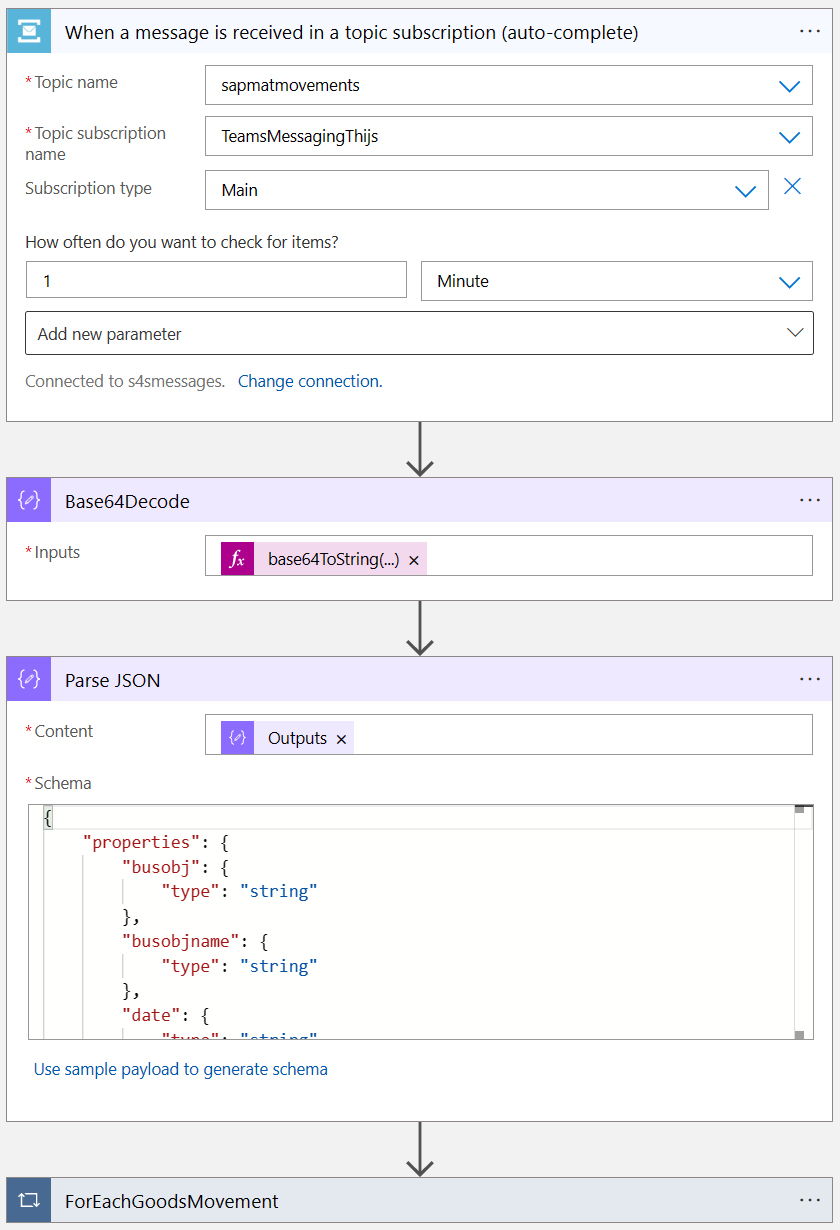 When a message is received in a topic subscription (auto-complete)
* Topic name
sapmatmovements
* Topic subscription
name
TeamsMessagingThijs
Subscription type
Main
How often do you want to check for items?
1
Minute
Add new parameter
Connected to s4smessages. Change connection.
Base64Decode
* Inputs
fx base64ToString(...)
Parse JSON
* Content
Outputs
* Schema
{
"properties": {
"busobj": {
"type": "string"
},
"busobjname": {
"type": "string"
},
"date": {
"type": "string"
Use sample payload to generate schema
ForEachGoodsMovement